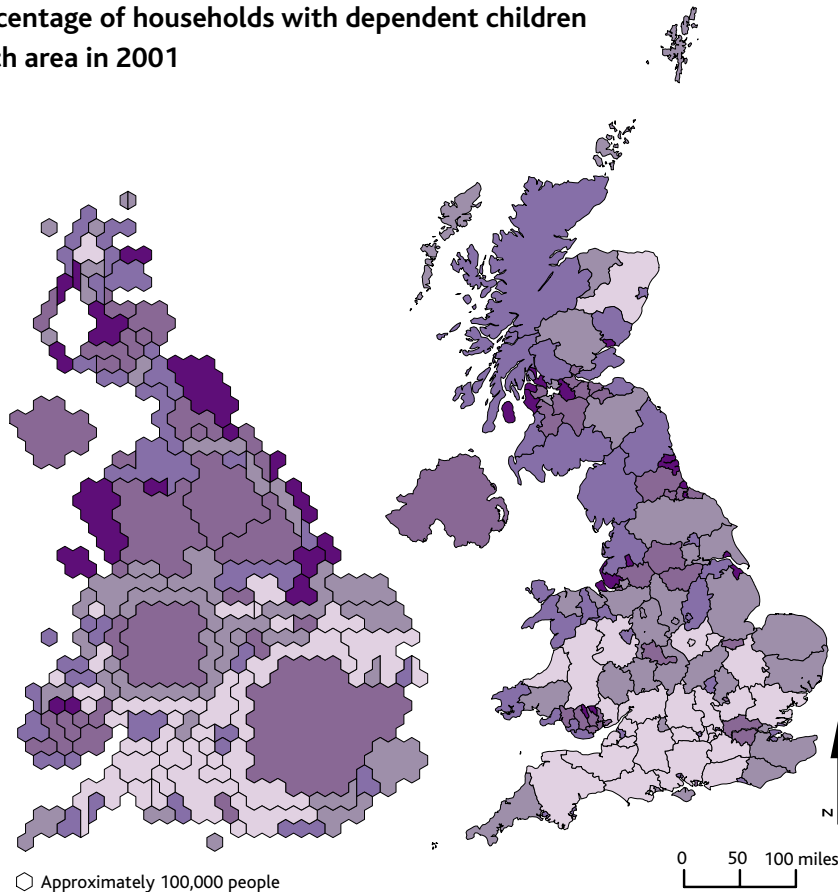 centage of households with dependent children
h area in 2001
N
0 50 100 miles
Approximately 100,000 people